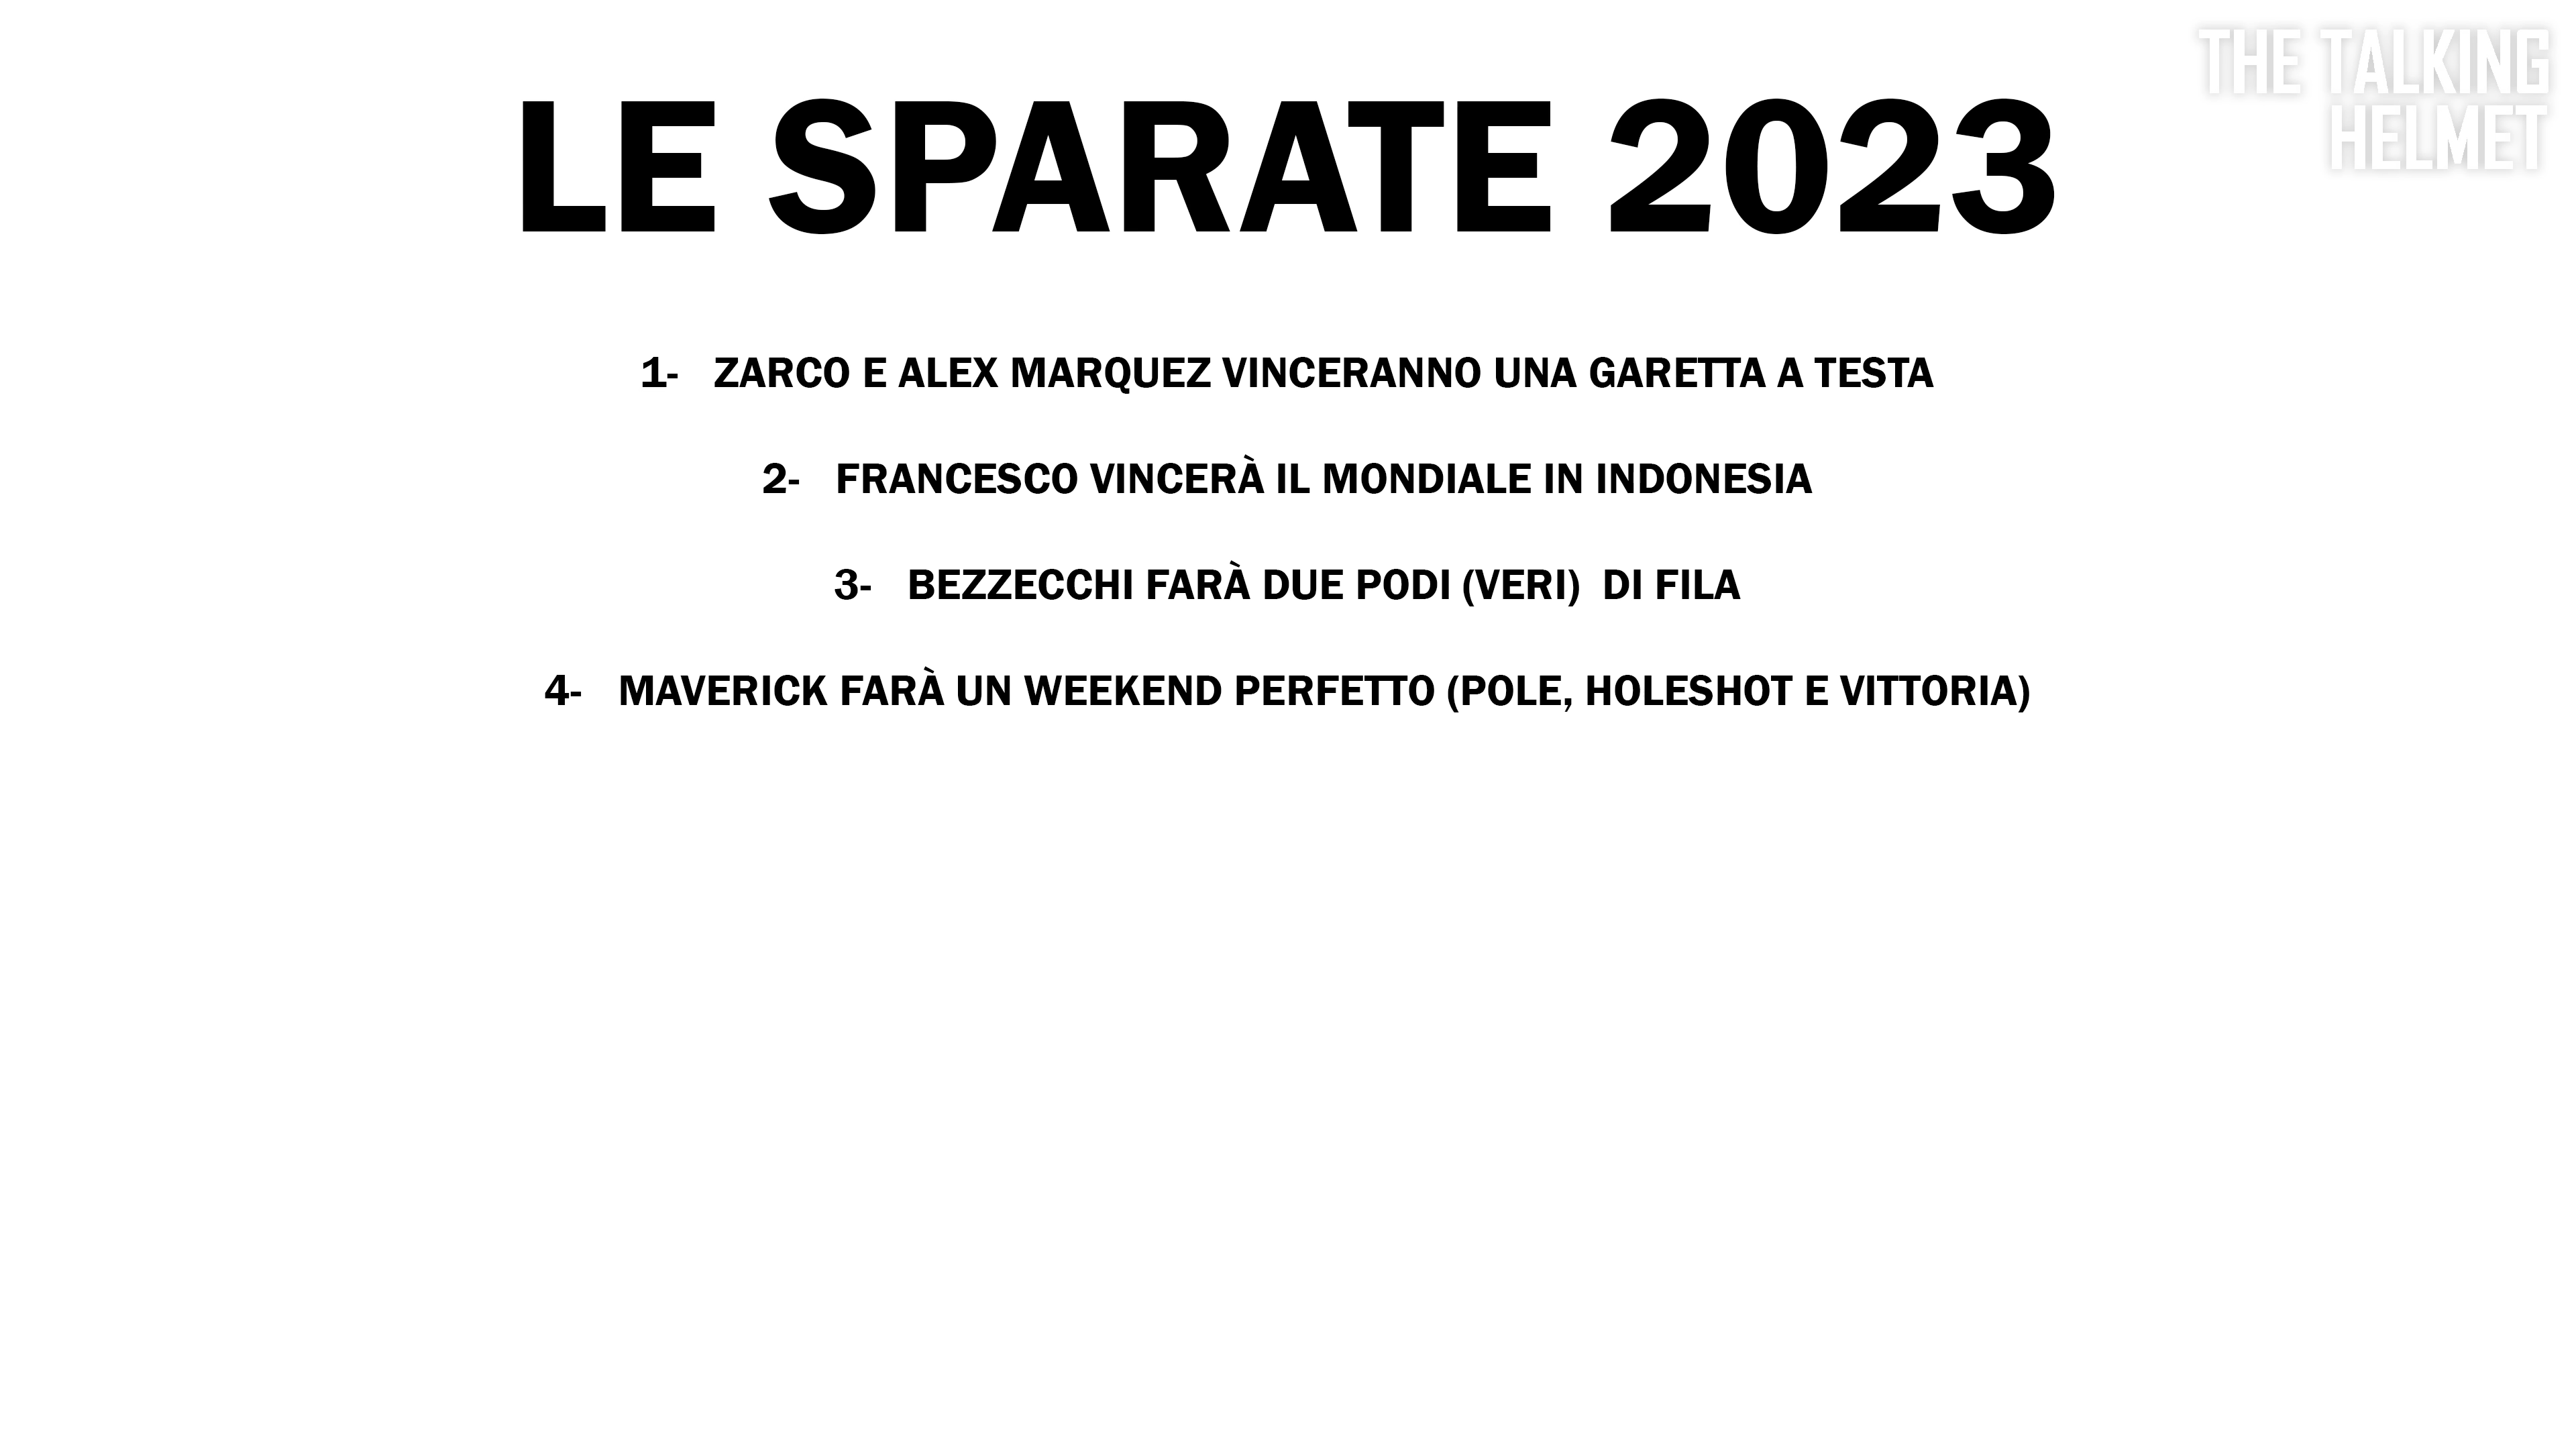 THE TALKING
HELMET
LE SPARATE 2023
1- ZARCO E ALEX MARQUEZ VINCERANNO UNA GARETTA A TESTA
2- FRANCESCO VINCERÀ IL MONDIALE IN INDONESIA
3- BEZZECCHI FARÀ DUE PODI (VERI) DI FILA
4- MAVERICK FARÀ UN WEEKEND PERFETTO (POLE, HOLESHOT E VITTORIA)